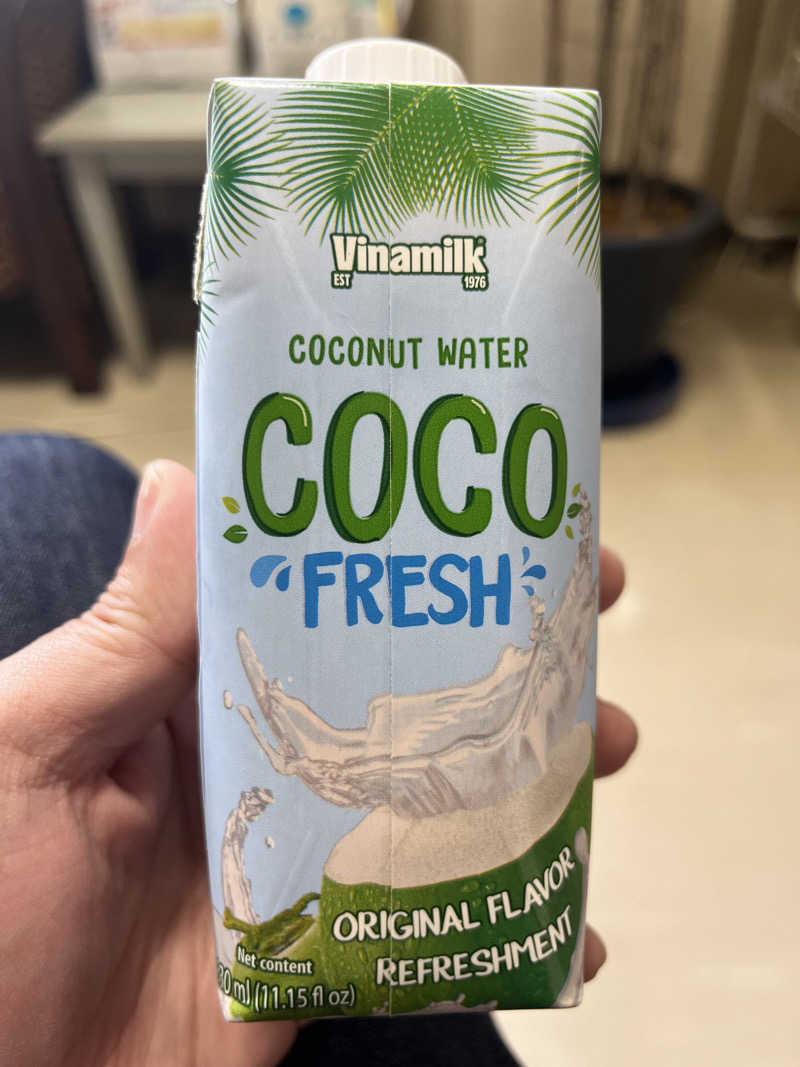 Vinamilk
EST 1976
COCONUT WATER
COCO
FRESH
ORIGINAL FLAVOR
REFRESHMENT
Net content
(11.15 fl oz)